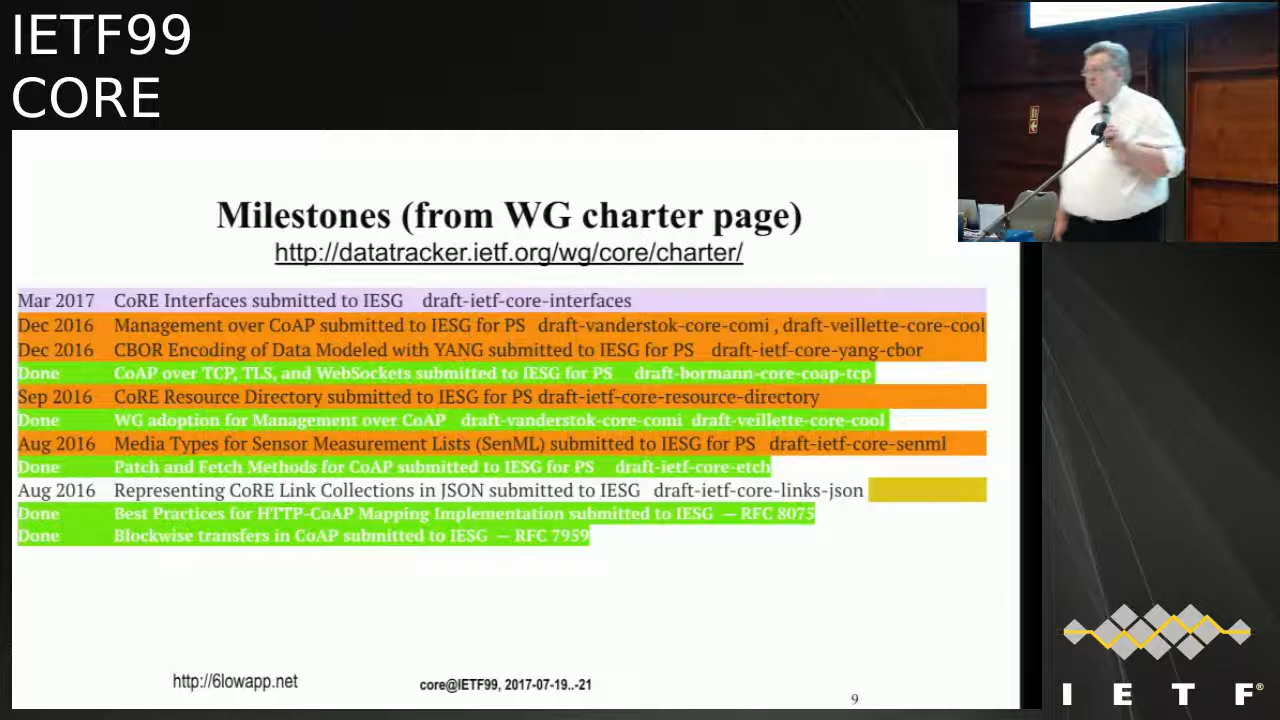 IETF99
CORE
Milestones (from WG charter page)
http://datatracker.ietf.org/wg/core/charter/
Mar 2017 CoRE Interfaces submitted to IESG draft-ietf-core-interfaces
Dec 2016 Management over CoAP submitted to IESG for PS draft-vanderstok-core-comi , draft-veillette-core-cool
Dec 2016 CBOR Encoding of Data Modeled with YANG submitted to IESG for PS draft-ietf-core-yang-cbor
Done CoAP over TCP, TLS, and WebSockets submitted to IESG for PS draft-bormann-core-coap-tcp
Sep 2016 CoRE Resource Directory submitted to IESG for PS draft-ietf-core-resource-directory
Done WG adoption for Management over CoAP draft-vanderstok-core-comi draft-veillette-core-cool
Aug 2016 Media Types for Sensor Measurement Lists (SenML) submitted to IESG for PS draft-ietf-core-senml
Done Patch and Fetch Methods for CoAP submitted to IESG for PS draft-ietf-core-etch
Aug 2016 Representing CoRE Link Collections in JSON submitted to IESG draft-ietf-core-links-json
Done Best Practices for HTTP-CoAP Mapping Implementation submitted to IESG — RFC 8075
Done Blockwise transfers in CoAP submitted to IESG — RFC 7959
http://6lowapp.net
core@IETF99, 2017-07-19..-21
9
I E T F®